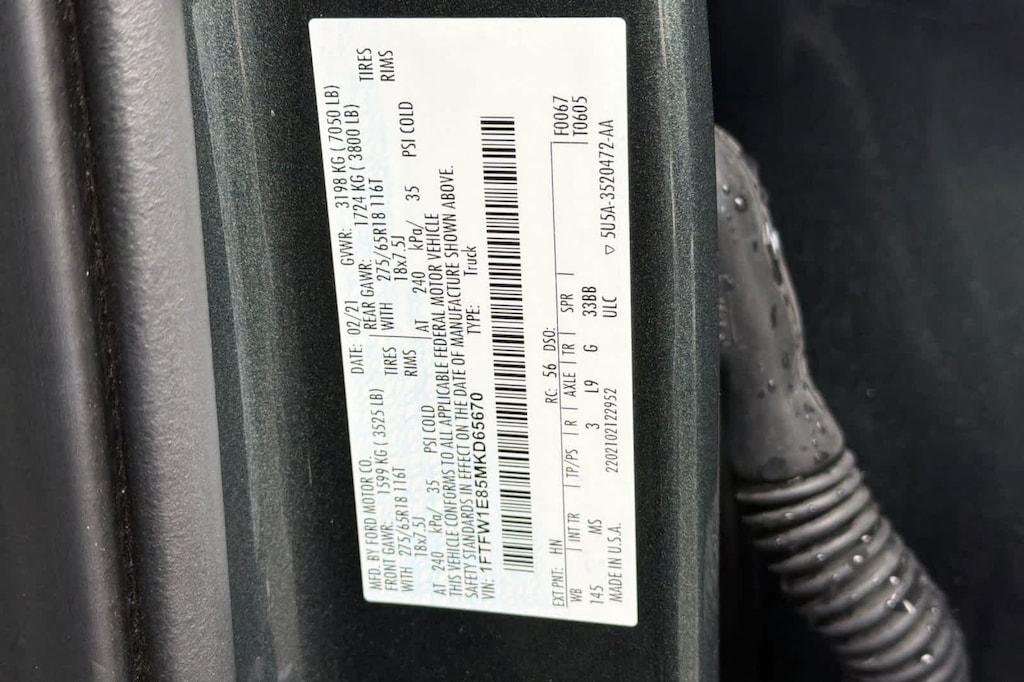 MFD. BY FORD MOTOR CO. DATE: 02/21 GVWR: 3198 KG ( 7050 LB)
FRONT GAWR: 1599 KG ( 3525 LB) REAR GAWR: 1724 KG ( 3800 LB)
WITH 275/65R18 116T TIRES WITH 275/65R18 116T TIRES
18x7.5J RIMS 18x7.5J RIMS
AT 240 kPa/ 35 PSI COLD AT 240 kPa/ 35 PSI COLD
THIS VEHICLE CONFORMS TO ALL APPLICABLE FEDERAL MOTOR VEHICLE
SAFETY STANDARDS IN EFFECT ON THE DATE OF MANUFACTURE SHOWN ABOVE.
VIN: 1FTFW1E85MKD65670 TYPE: Truck
EXT PNT: HN RC: 56 DSO: F0067
WB INT TR TP/PS R AXLE TR SPR T0605
145 MS 3 L9 G 33BB
2202102122952 ULC
MADE IN U.S.A. ▽ 5U5A-3520472-AA